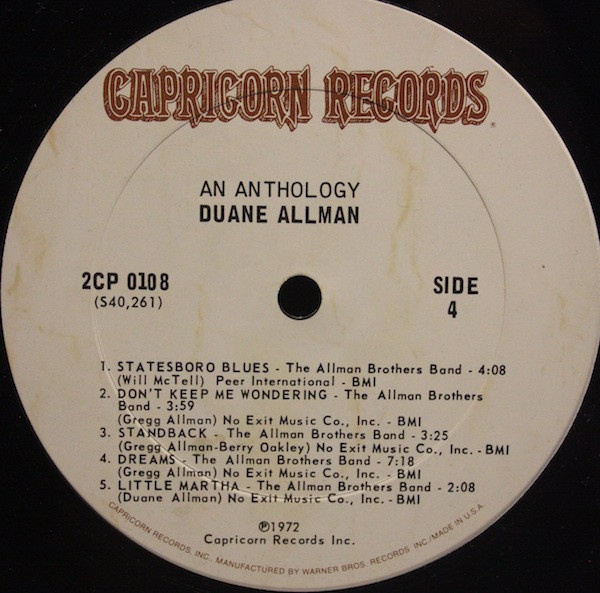 CAPRICORN RECORDS
AN ANTHOLOGY
DUANE ALLMAN
2CP 0108
(S40,261)
SIDE
4
1. STATESBORO BLUES - The Allman Brothers Band - 4:08
(Will McTell) Peer International - BMI
2. DON'T KEEP ME WONDERING - The Allman Brothers
Band - 3:59
(Gregg Allman) No Exit Music Co., Inc. - BMI
3. STANDBACK - The Allman Brothers Band - 3:25
(Gregg Allman-Berry Oakley) No Exit Music Co., Inc. - BMI
4. DREAMS - The Allman Brothers Band - 7:18
(Gregg Allman) No Exit Music Co., Inc. - BMI
5. LITTLE MARTHA - The Allman Brothers Band - 2:08
(Duane Allman) No Exit Music Co., Inc. - BMI
℗1972
Capricorn Records Inc.
CAPRICORN RECORDS, INC., MANUFACTURED BY WARNER BROS. RECORDS INC./MADE IN U.S.A.